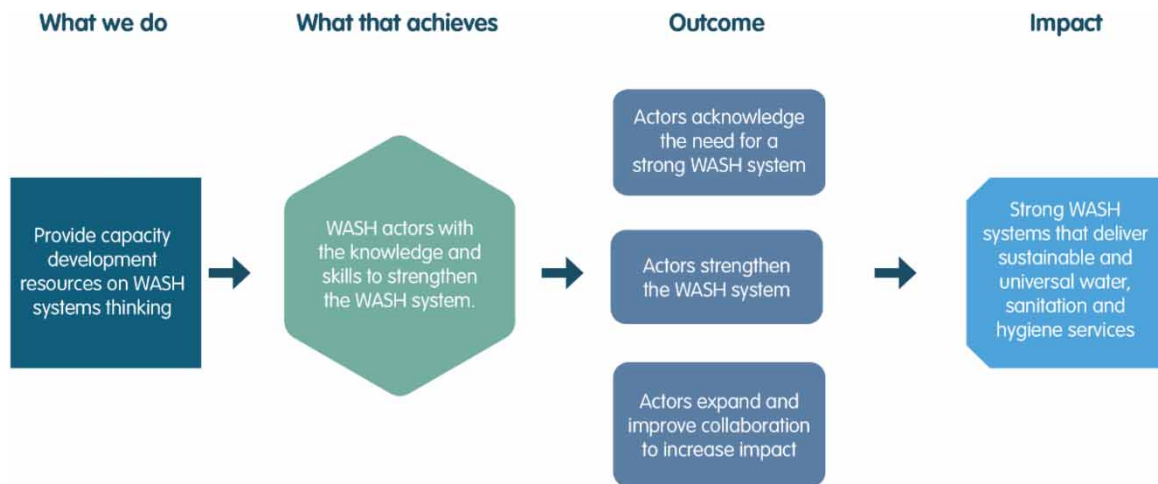 What we do
What that achieves
Outcome
Impact
Provide capacity
development
resources on WASH
systems thinking
WASH actors with
the knowledge and
skills to strengthen
the WASH system.
Actors acknowledge
the need for a
strong WASH system
Actors strengthen
the WASH system
Actors expand and
improve collaboration
to increase impact
Strong WASH
systems that deliver
sustainable and
universal water,
sanitation and
hygiene services